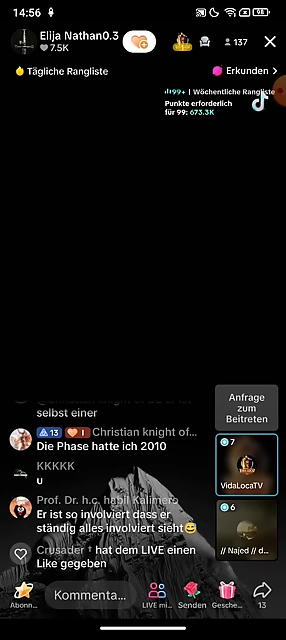 14:56
98
Elija Nathan0.3
7.5K
137
Tägliche Rangliste
Erkunden >
99+ | Wöchentliche Rangliste
Punkte erforderlich
für 99: 673.3K
selbst einer
13 I Christian knight of...
Die Phase hatte ich 2010
KKKKK
U
Prof. Dr. h.c. habil Kalimero
Er ist so involviert dass er
ständig alles involviert sieht😅
Crusader † hat dem LIVE einen
Like gegeben
Anfrage
zum
Beitreten
7
VidaLocaTV
6
// Najed // d...
Abonn...
Kommenta...
LIVE mi...
Senden
Gesche...
13